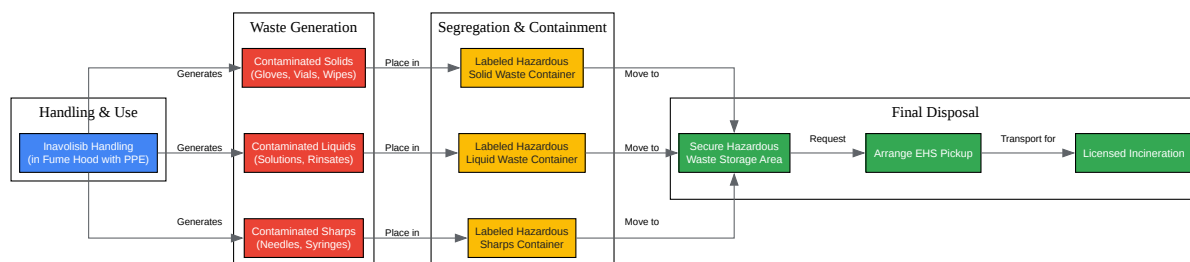 Waste Generation
Segregation & Containment
Contaminated Solids
(Gloves, Vials, Wipes)
Labeled Hazardous
Solid Waste Container
Generates
Place in
Move to
Handling & Use
Final Disposal
Inavolisib Handling
(in Fume Hood with PPE)
Generates
Contaminated Liquids
(Solutions, Rinsates)
Place in
Labeled Hazardous
Liquid Waste Container
Move to
Secure Hazardous
Waste Storage Area
Request
Arrange EHS Pickup
Transport for
Licensed Incineration
Generates
Contaminated Sharps
(Needles, Syringes)
Place in
Labeled Hazardous
Sharps Container
Move to